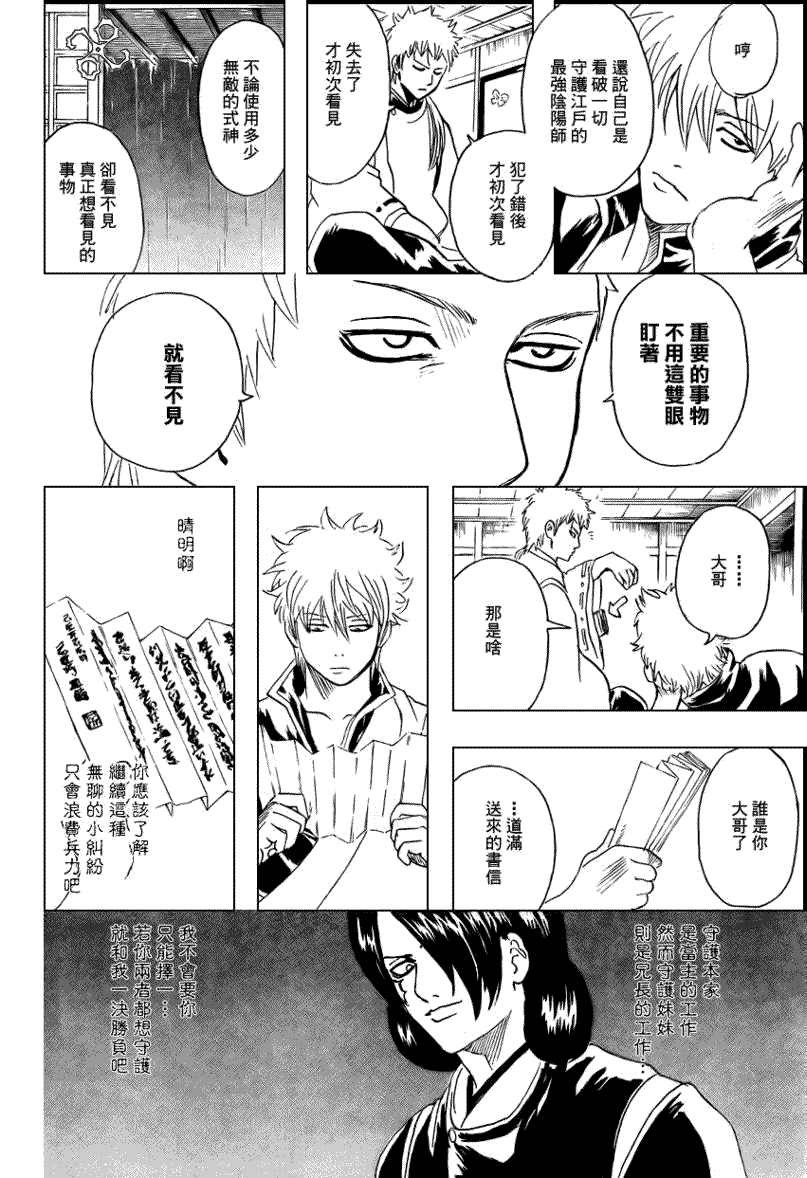 哼
還說自己是
看破一切
守護江戶的
最強陰陽師
犯了錯後
才初次看見
失去了
才初次看見
不論使用多少
無敵的式神
卻看不見
真正想看見的
事物
重要的事物
不用這雙眼
盯著
就看不見
……
大哥
那是啥
誰是你
大哥了
…道滿
送來的書信
晴明啊
你應該了解
繼續這種
無聊的小糾紛
只會浪費兵力吧
守護本家
是當主的工作
然而守護妹妹
則是兄長的工作…
我不會要你
只能擇一…
若你兩者都想守護
就和我一決勝負吧